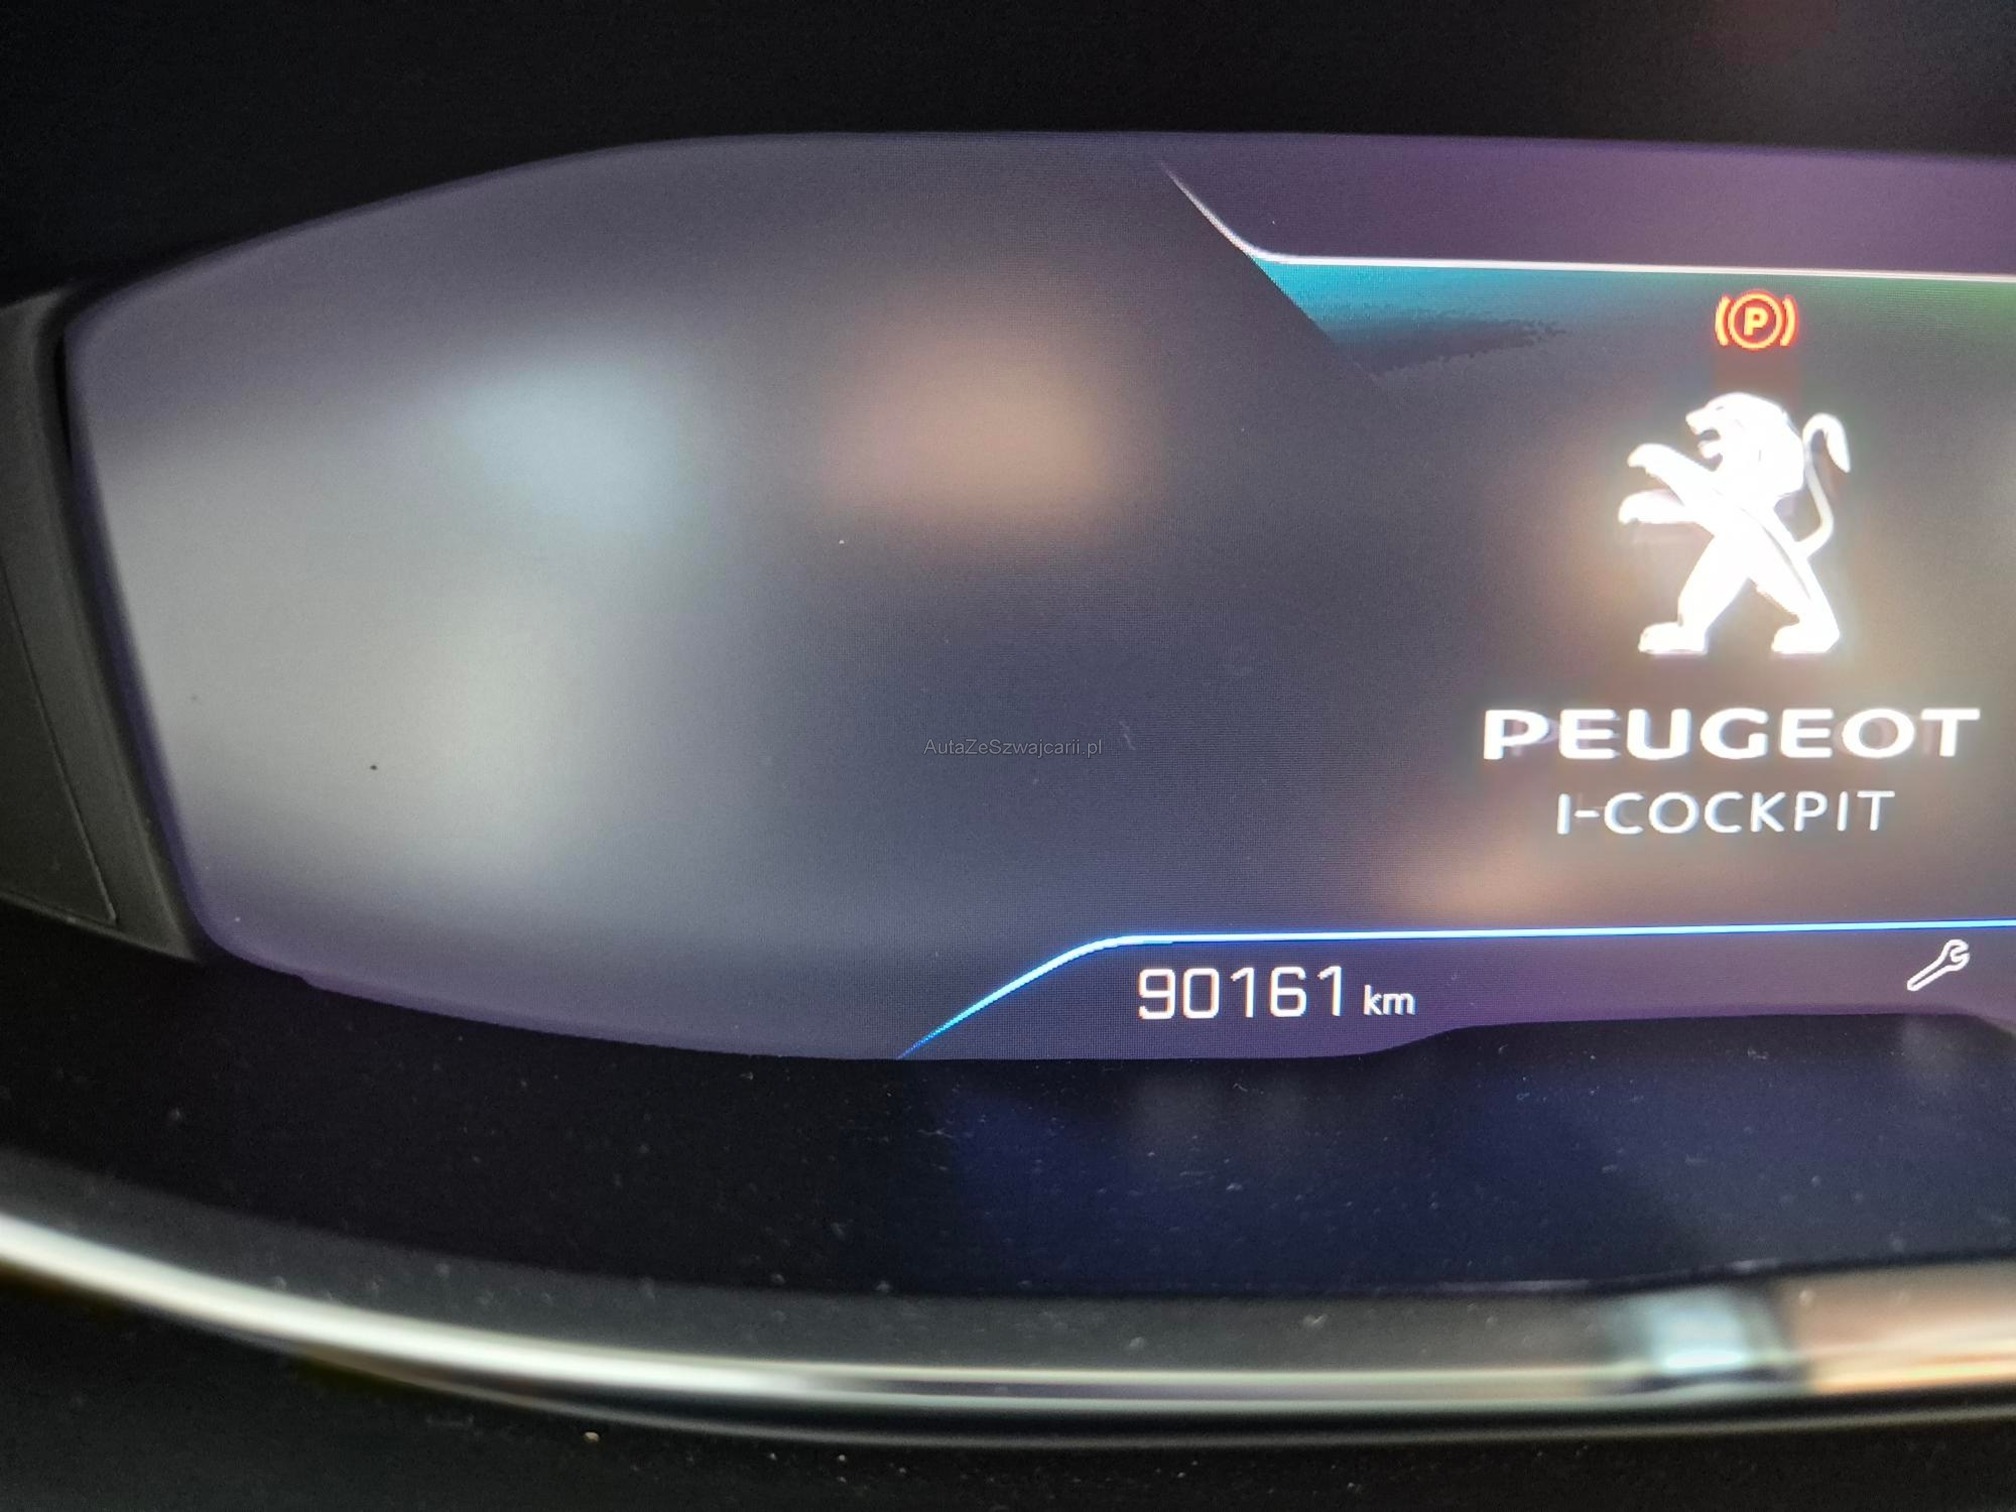 P
PEUGEOT
AutaZeSzwajcarii.pl
I-COCKPIT
90161 km